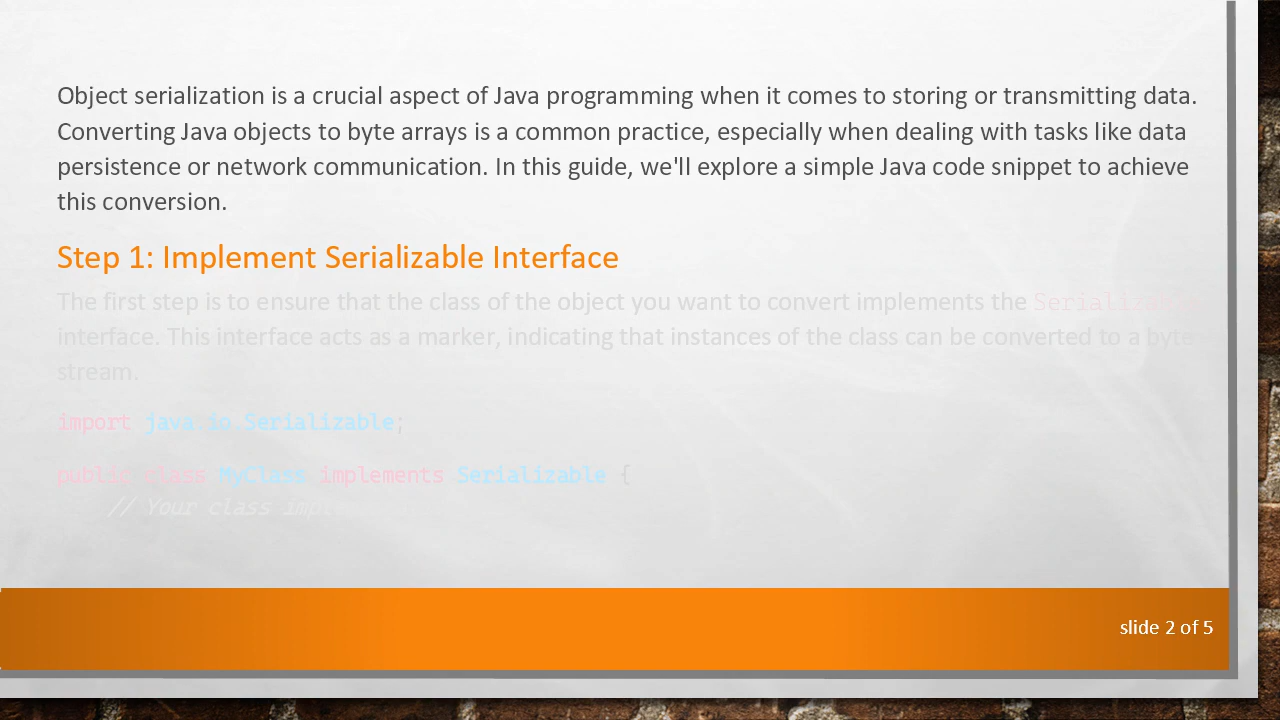 Object serialization is a crucial aspect of Java programming when it comes to storing or transmitting data.
Converting Java objects to byte arrays is a common practice, especially when dealing with tasks like data
persistence or network communication. In this guide, we'll explore a simple Java code snippet to achieve
this conversion.
Step 1: Implement Serializable Interface
The first step is to ensure that the class of the object you want to convert implements the Serializable
interface. This interface acts as a marker, indicating that instances of the class can be converted to a byte
stream.
import java.io.Serializable;
public class MyClass implements Serializable {
// Your class impl
slide 2 of 5